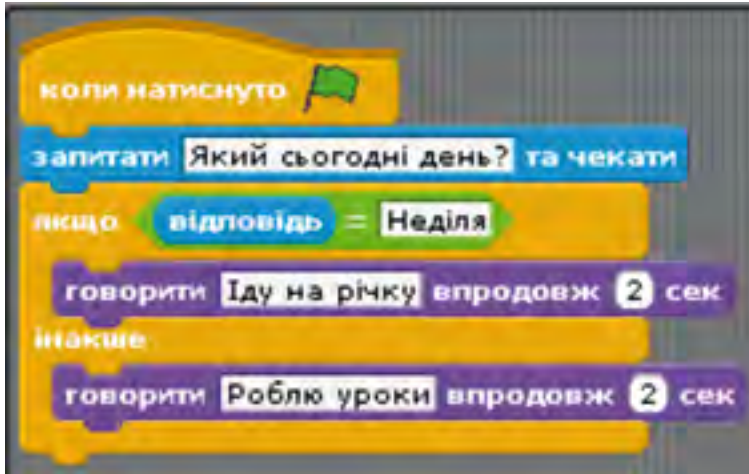 коли натиснуто
запитати Який сьогодні день? та чекати
якщо відповідь = Неділя
говорити Іду на річку впродовж 2 сек
інакше
говорити Роблю уроки впродовж 2 сек